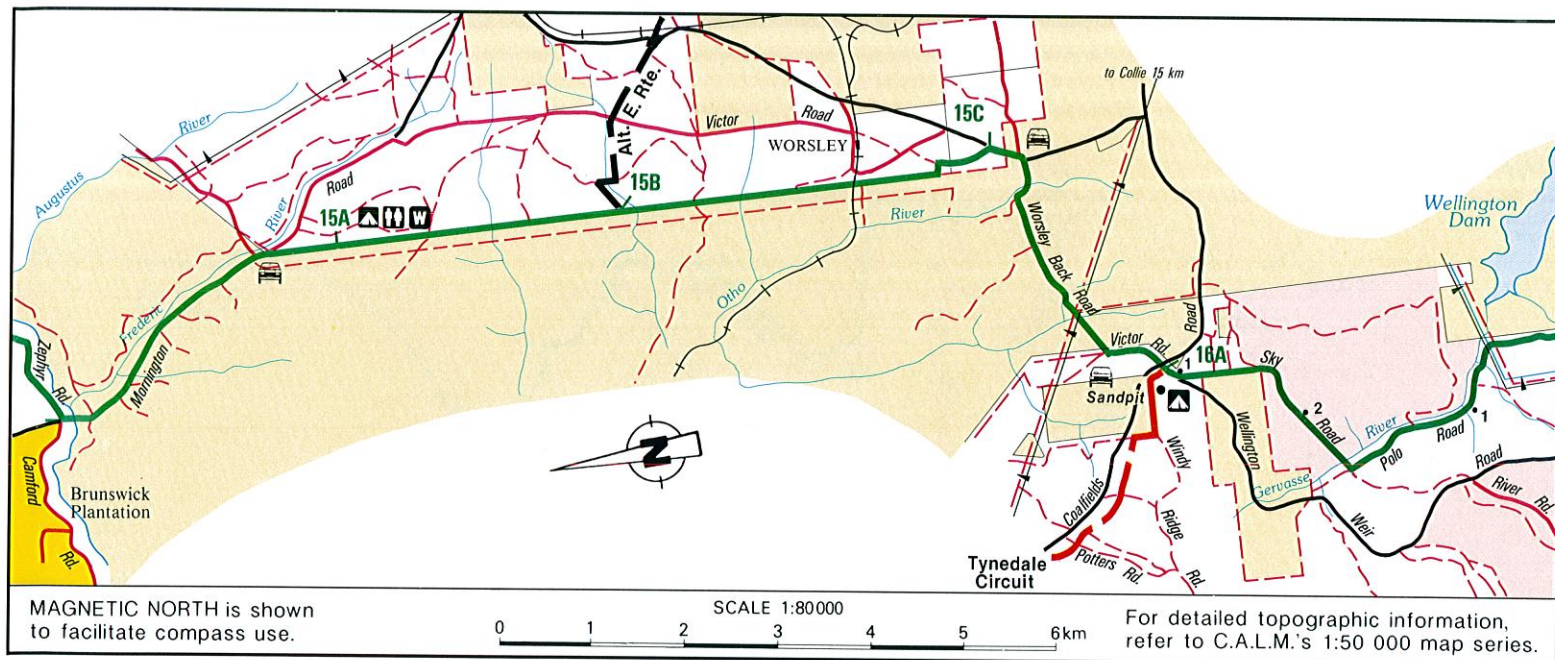 to Collie 15 km
River
Augustus
Alt. E. Rte.
Victor
Road
15C
WORSLEY
River
Road
15A
W
15B
River
Wellington
Dam
Frederic
Mornington
Otho
Worsley
Back
Road
Zephyr
Rd.
Victor
Rd.
Road
16A
1
Sky
Sandpit
2
Road
River
Polo
Road
1
N
Camford
Rd.
Brunswick
Plantation
Wellington
Windy
Ridge
Rd.
Gervasse
Weir
Road
River
Rd.
Coalfields
Potters Rd.
Tynedale
Circuit
MAGNETIC NORTH is shown
to facilitate compass use.
SCALE 1:80000
0 1 2 3 4 5 6 km
For detailed topographic information,
refer to C.A.L.M.'s 1:50 000 map series.